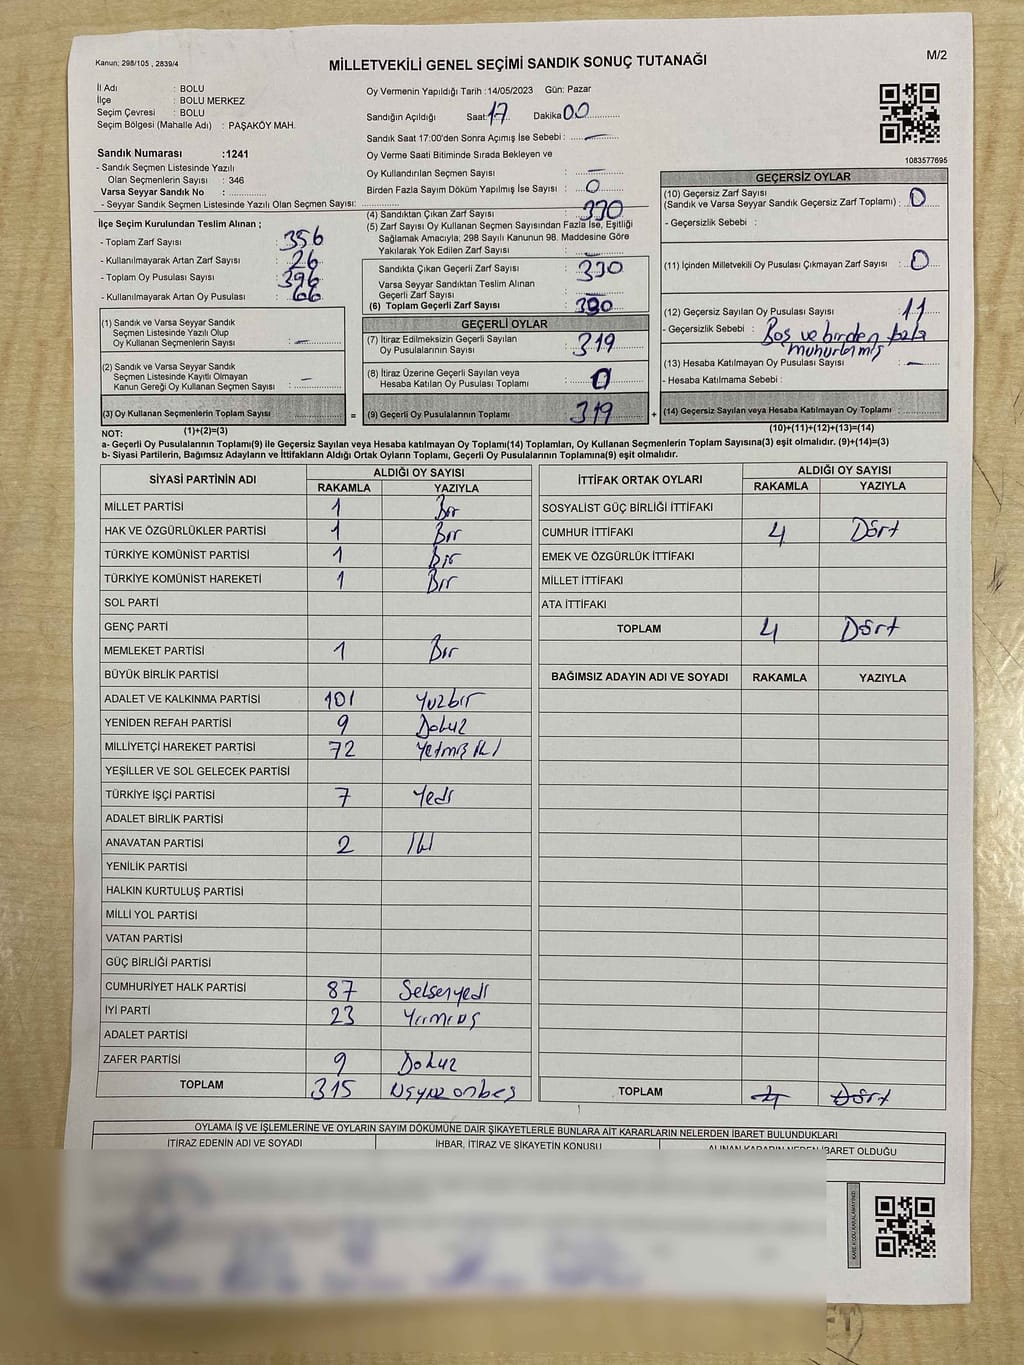 Kanun; 298/105 , 2839/4
MİLLETVEKİLİ GENEL SEÇİMİ SANDIK SONUÇ TUTANAĞI
M/2
İl Adı : BOLU
İlçe : BOLU MERKEZ
Seçim Çevresi : BOLU
Seçim Bölgesi (Mahalle Adı) : PAŞAKÖY MAH.
Sandık Numarası :1241
- Sandık Seçmen Listesinde Yazılı
Olan Seçmenlerin Sayısı : 346
Varsa Seyyar Sandık No :
- Seyyar Sandık Seçmen Listesinde Yazılı Olan Seçmen Sayısı:
Oy Vermenin Yapıldığı Tarih :14/05/2023 Gün: Pazar
Sandığın Açıldığı Saat: 17 Dakika 00
Sandık Saat 17:00'den Sonra Açımış İse Sebebi : —
Oy Verme Saati Bitiminde Sırada Bekleyen ve
Oy Kullandırılan Seçmen Sayısı : —
Birden Fazla Sayım Döküm Yapılmış İse Sayısı : 0
1083577695
İlçe Seçim Kurulundan Teslim Alınan ;
- Toplam Zarf Sayısı : 356
- Kullanılmayarak Artan Zarf Sayısı : 26
- Toplam Oy Pusulası Sayısı : 396
- Kullanılmayarak Artan Oy Pusulası : 66
(1) Sandık ve Varsa Seyyar Sandık
Seçmen Listesinde Yazılı Olup
Oy Kullanan Seçmenlerin Sayısı : —
(2) Sandık ve Varsa Seyyar Sandık
Seçmen Listesinde Kayıtlı Olmayan
Kanun Gereği Oy Kullanan Seçmen Sayısı : —
(3) Oy Kullanan Seçmenlerin Toplam Sayısı
(4) Sandıktan Çıkan Zarf Sayısı : 330
(5) Zarf Sayısı Oy Kullanan Seçmen Sayısından Fazla İse, Eşitliği
Sağlamak Amacıyla; 298 Sayılı Kanunun 98. Maddesine Göre
Yakılarak Yok Edilen Zarf Sayısı : —
Sandıkta Çıkan Geçerli Zarf Sayısı : 330
Varsa Seyyar Sandıktan Teslim Alınan
Geçerli Zarf Sayısı : —
(6) Toplam Geçerli Zarf Sayısı : 330
GEÇERLİ OYLAR
(7) İtiraz Edilmeksizin Geçerli Sayılan
Oy Pusulalarının Sayısı : 319
(8) İtiraz Üzerine Geçerli Sayılan veya
Hesaba Katılan Oy Pusulası Toplamı : 0
= (9) Geçerli Oy Pusulalarının Toplamı 319
GEÇERSİZ OYLAR
(10) Geçersiz Zarf Sayısı
(Sandık ve Varsa Seyyar Sandık Geçersiz Zarf Toplamı) : 0
- Geçersizlik Sebebi :
(11) İçinden Milletvekili Oy Pusulası Çıkmayan Zarf Sayısı : 0
(12) Geçersiz Sayılan Oy Pusulası Sayısı : 11
- Geçersizlik Sebebi : Boş ve birden
(13) Hesaba Katılmayan Oy Pusulası Sayısı : —
- Hesaba Katılmama Sebebi :
+ (14) Geçersiz Sayılan veya Hesaba Katılmayan Oy Toplamı :
NOT: (1)+(2)=(3)
(10)+(11)+(12)+(13)=(14)
a- Geçerli Oy Pusulalarının Toplamı(9) ile Geçersiz Sayılan veya Hesaba katılmayan Oy Toplamı(14) Toplamları, Oy Kullanan Seçmenlerin Toplam Sayısına(3) eşit olmalıdır. (9)+(14)=(3)
b- Siyasi Partilerin, Bağımsız Adayların ve İttifakların Aldığı Ortak Oyların Toplamı, Geçerli Oy Pusulalarının Toplamına(9) eşit olmalıdır.
SİYASİ PARTİNİN ADI ALDIĞI OY SAYISI
RAKAMLA YAZIYLA
MİLLET PARTİSİ 1 Bir
HAK VE ÖZGÜRLÜKLER PARTİSİ 1 Bir
TÜRKİYE KOMÜNİST PARTİSİ 1 Bir
TÜRKİYE KOMÜNİST HAREKETİ 1 Bir
SOL PARTİ
GENÇ PARTİ
MEMLEKET PARTİSİ 1 Bir
BÜYÜK BİRLİK PARTİSİ
ADALET VE KALKINMA PARTİSİ 101 Yüzbir
YENİDEN REFAH PARTİSİ 9 Dokuz
MİLLİYETÇİ HAREKET PARTİSİ 72 Yetmiş iki
YEŞİLLER VE SOL GELECEK PARTİSİ
TÜRKİYE İŞÇİ PARTİSİ 7 Yedi
ADALET BİRLİK PARTİSİ
ANAVATAN PARTİSİ 2 İki
YENİLİK PARTİSİ
HALKIN KURTULUŞ PARTİSİ
MİLLİ YOL PARTİSİ
VATAN PARTİSİ
GÜÇ BİRLİĞİ PARTİSİ
CUMHURİYET HALK PARTİSİ 87 Seksenyedi
İYİ PARTİ 23 Yirmiüç
ADALET PARTİSİ
ZAFER PARTİSİ 9 Dokuz
TOPLAM 315 Üçyüz onbeş
İTTİFAK ORTAK OYLARI ALDIĞI OY SAYISI
RAKAMLA YAZIYLA
SOSYALİST GÜÇ BİRLİĞİ İTTİFAKI
CUMHUR İTTİFAKI 4 Dört
EMEK VE ÖZGÜRLÜK İTTİFAKI
MİLLET İTTİFAKI
ATA İTTİFAKI
TOPLAM 4 Dört
BAĞIMSIZ ADAYIN ADI VE SOYADI RAKAMLA YAZIYLA
TOPLAM 4 Dört
OYLAMA İŞ VE İŞLEMLERİNE VE OYLARIN SAYIM DÖKÜMÜNE DAİR ŞİKAYETLERLE BUNLARA AİT KARARLARIN NELERDEN İBARET BULUNDUKLARI
İTİRAZ EDENİN ADI VE SOYADI İHBAR, İTİRAZ VE ŞİKAYETİN KONUSU ALINAN KARARIN NEDEN İBARET OLDUĞU